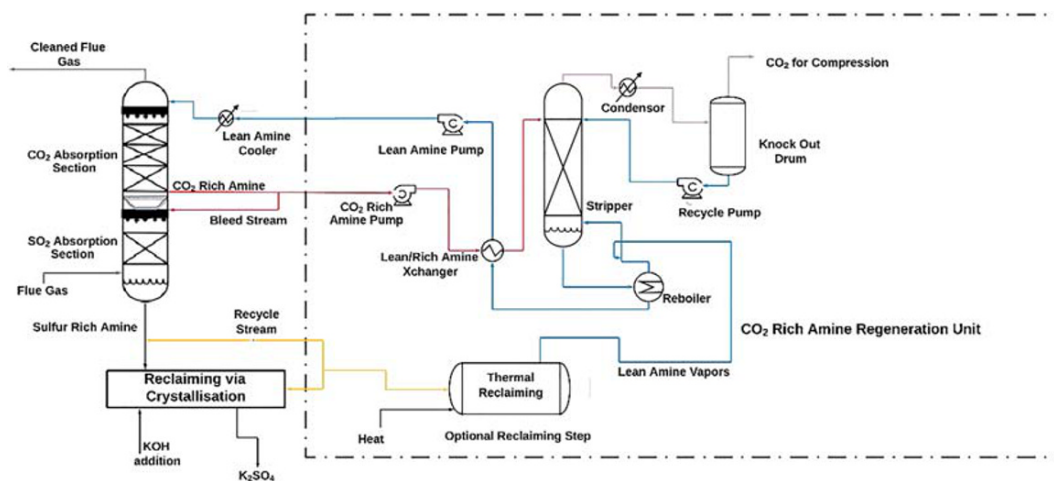 Cleaned Flue
Gas
CO₂ Absorption
Section
CO₂ Rich Amine
Bleed Stream
SO₂ Absorption
Section
Flue Gas
Sulfur Rich Amine
Recycle
Stream
Reclaiming via
Crystallisation
KOH
addition
K₂SO₄
Lean Amine
Cooler
C
Lean Amine Pump
C
CO₂ Rich
Amine Pump
Lean/Rich Amine
Xchanger
Condensor
CO₂ for Compression
Knock Out
Drum
C
Recycle Pump
Stripper
Reboiler
CO₂ Rich Amine Regeneration Unit
Lean Amine Vapors
Thermal
Reclaiming
Heat
Optional Reclaiming Step